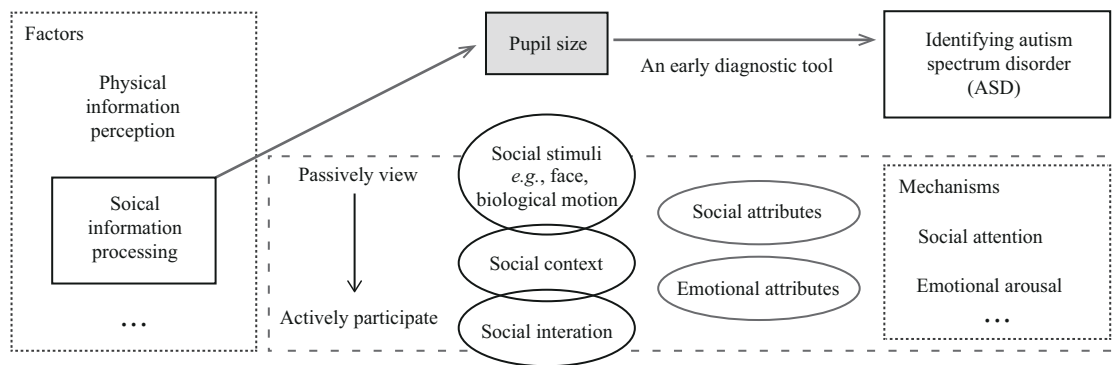 Factors
Physical
information
perception
Soical
information
processing
...
Pupil size
An early diagnostic tool
Identifying autism
spectrum disorder
(ASD)
Passively view
Actively participate
Social stimuli
e.g., face,
biological motion
Social context
Social interation
Social attributes
Emotional attributes
Mechanisms
Social attention
Emotional arousal
...